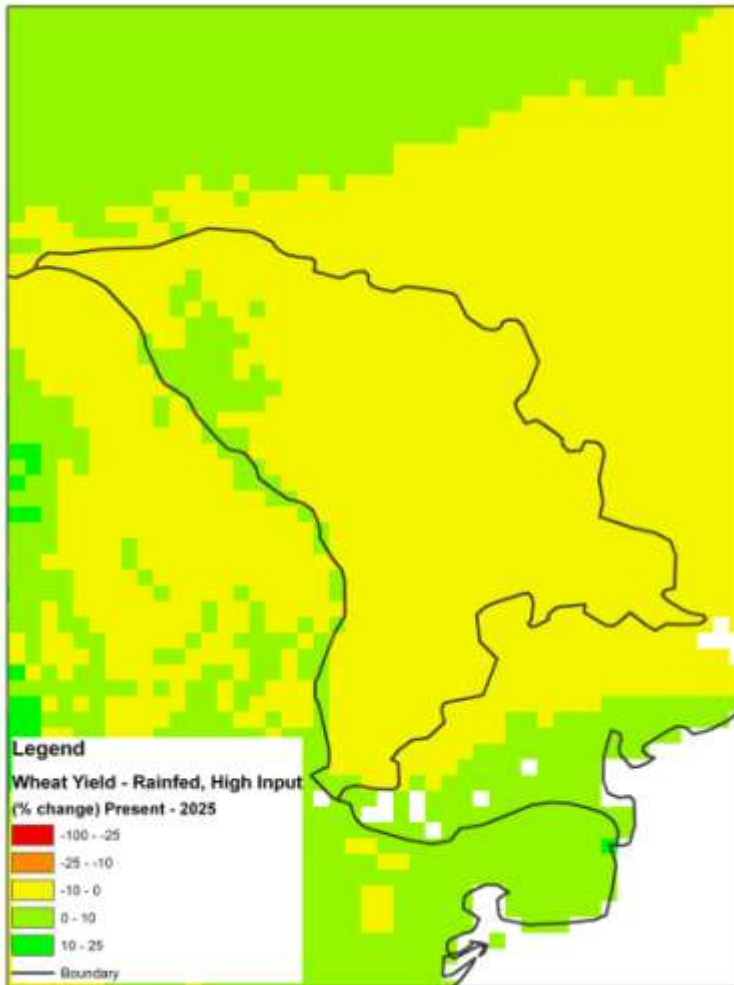 Legend
Wheat Yield - Rainfed, High Input
(% change) Present - 2025
-100 - -25
-25 - -10
-10 - 0
0 - 10
10 - 25
Boundary